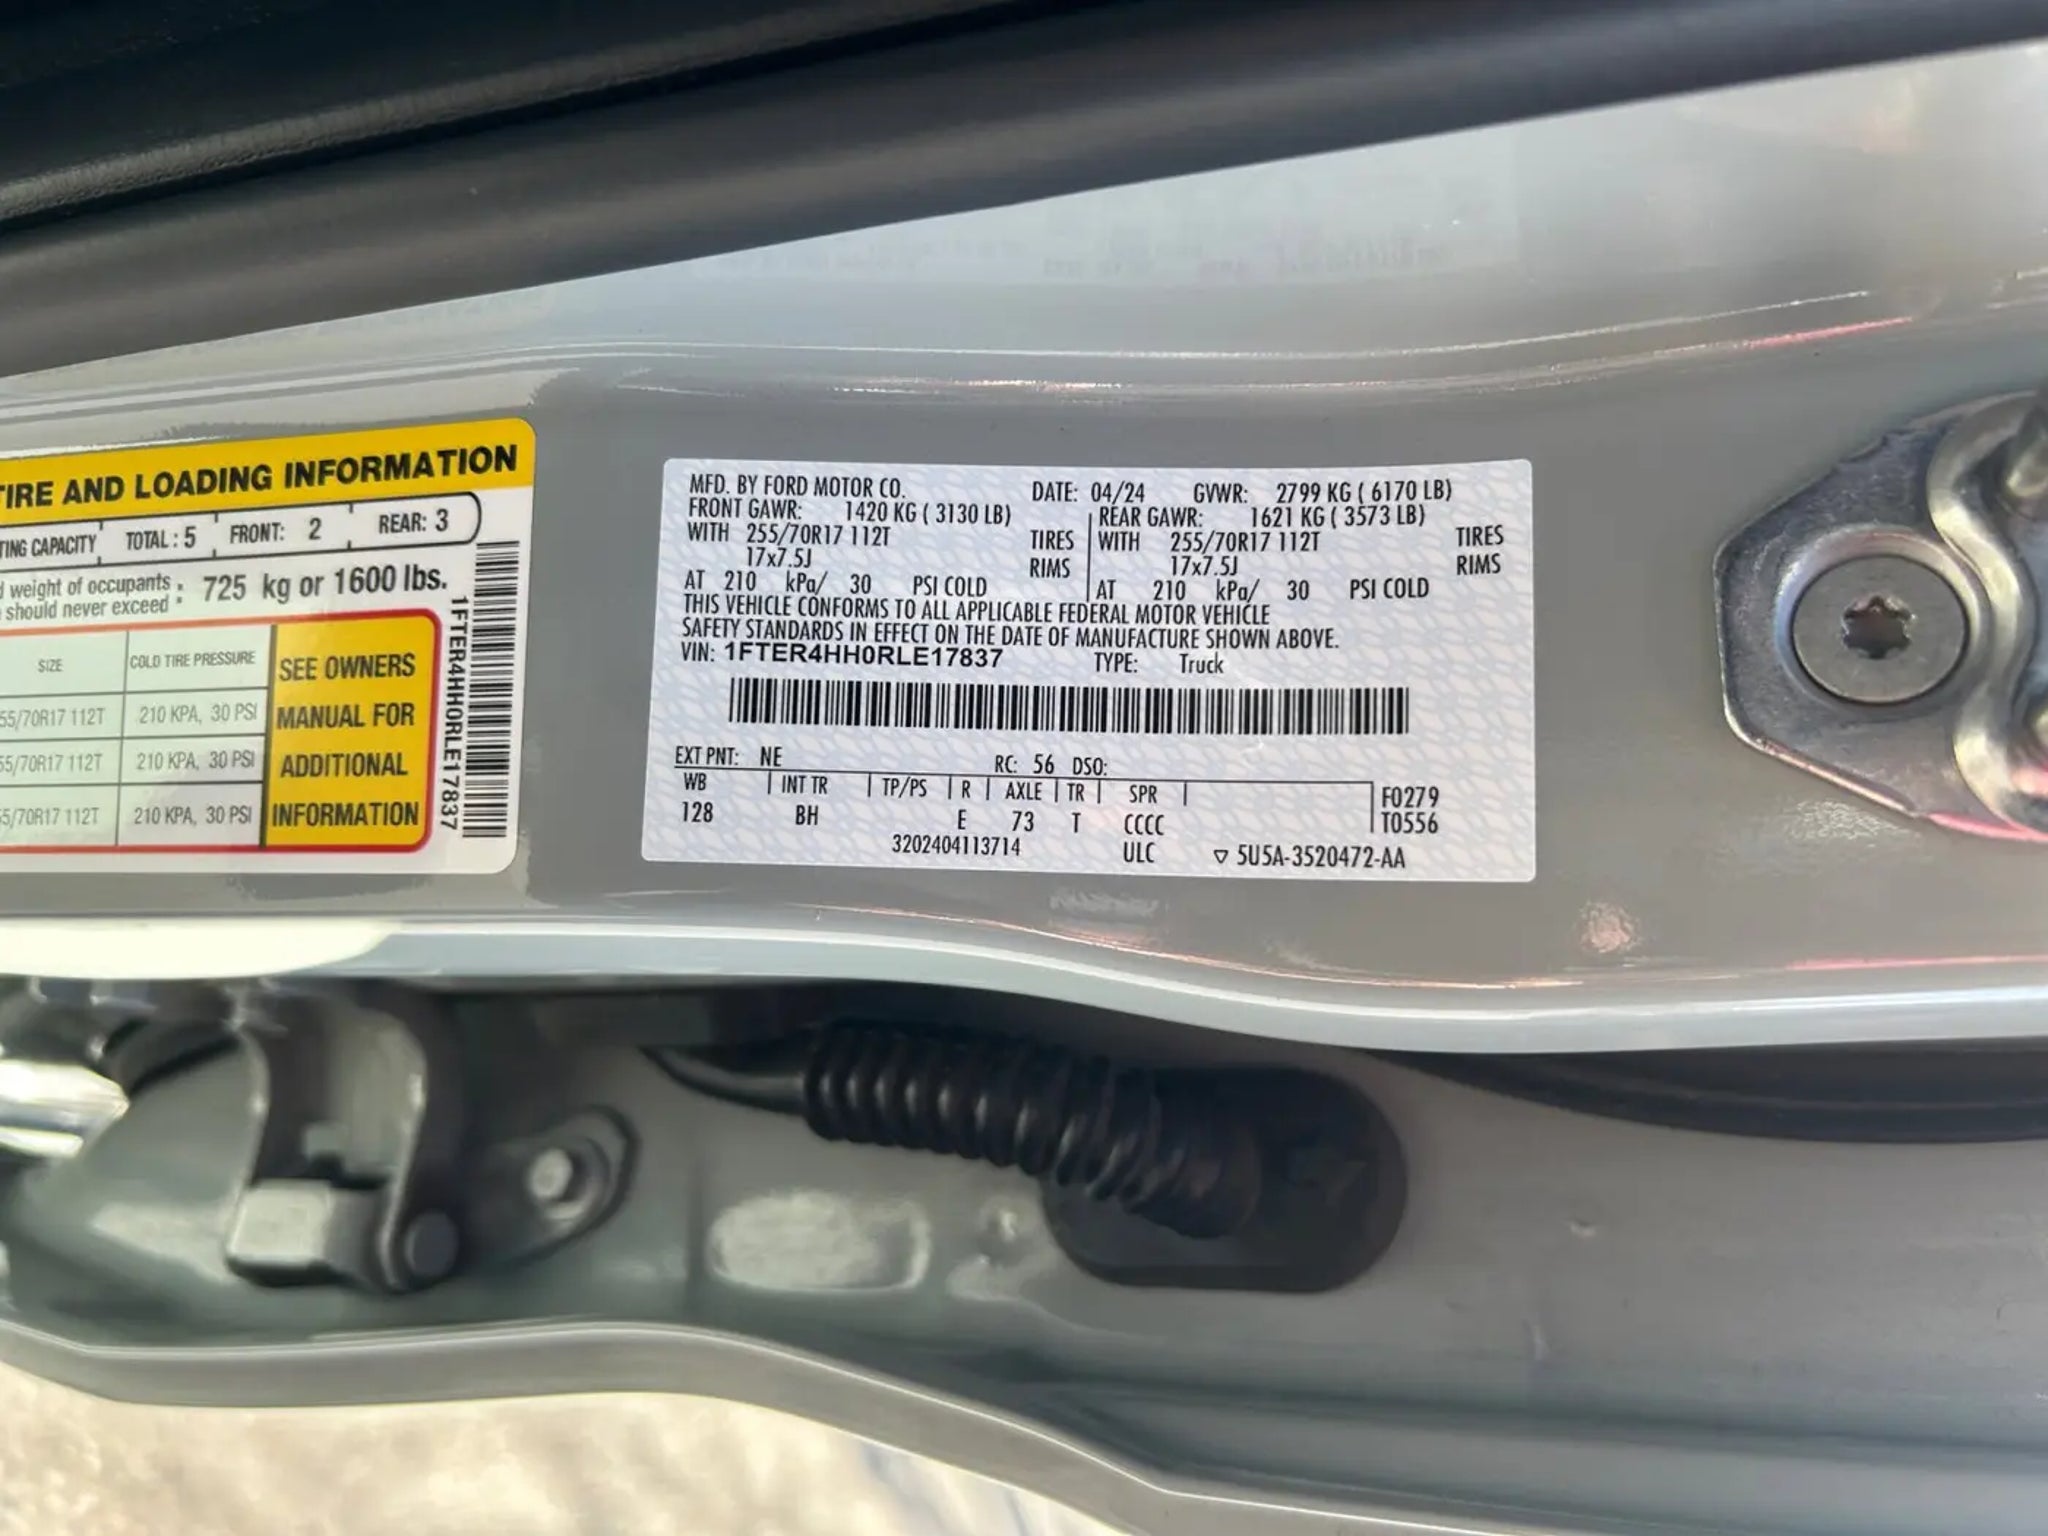 TIRE AND LOADING INFORMATION
TING CAPACITY TOTAL : 5 FRONT: 2 REAR: 3
weight of occupants : 725 kg or 1600 lbs.
should never exceed :
SIZE COLD TIRE PRESSURE SEE OWNERS
55/70R17 112T 210 KPA, 30 PSI MANUAL FOR
55/70R17 112T 210 KPA, 30 PSI ADDITIONAL
55/70R17 112T 210 KPA, 30 PSI INFORMATION
1FTER4HH0RLE17837
MFD. BY FORD MOTOR CO. DATE: 04/24 GVWR: 2799 KG ( 6170 LB)
FRONT GAWR: 1420 KG ( 3130 LB) REAR GAWR: 1621 KG ( 3573 LB)
WITH 255/70R17 112T TIRES WITH 255/70R17 112T TIRES
17x7.5J RIMS 17x7.5J RIMS
AT 210 kPa/ 30 PSI COLD AT 210 kPa/ 30 PSI COLD
THIS VEHICLE CONFORMS TO ALL APPLICABLE FEDERAL MOTOR VEHICLE
SAFETY STANDARDS IN EFFECT ON THE DATE OF MANUFACTURE SHOWN ABOVE.
VIN: 1FTER4HH0RLE17837 TYPE: Truck
EXT PNT: NE RC: 56 DSO:
WB INT TR TP/PS R AXLE TR SPR F0279
128 BH E 73 T CCCC T0556
3202404113714 ULC ▽ 5U5A-3520472-AA